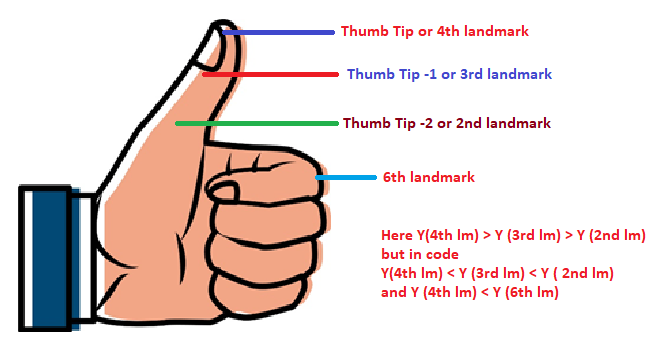 Thumb Tip or 4th landmark
Thumb Tip -1 or 3rd landmark
Thumb Tip -2 or 2nd landmark
6th landmark
Here Y(4th lm) > Y (3rd lm) > Y (2nd lm)
but in code
Y(4th lm) < Y (3rd lm) < Y ( 2nd lm)
and Y (4th lm) < Y (6th lm)